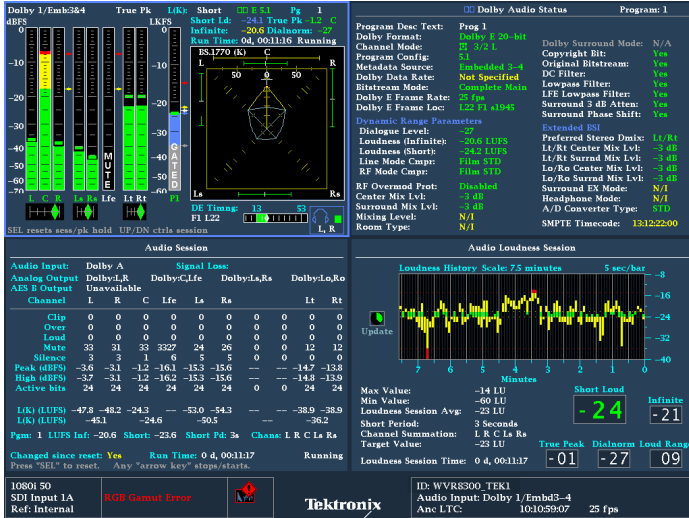 Dolby 1/Emb:3&4 True Pk LKFS L(K): Short E 5.1 Pg 1
dBFS Short Ld: -24.1 True Pk -1.2 C
Infinite: -20.6 Dialnorm: -27
Run Time: 0d, 00:11:16 Running
ES.1770 (K)
L C R Ls Rs Lfe Lt Rt P1
MUTE
GATED
50 0 50
L R
Ls Rs
DE Timng: 13 53
F1 L22
L, R
SEL resets sess/pk hold UP/DN ctrls session
Dolby Audio Status Program: 1
Program Desc Text: Prog 1
Dolby Format: Dolby E 20-bit
Channel Mode: 3/2 L
Program Config: 5.1
Metadata Source: Embedded 3-4
Dolby Data Rate: Not Specified
Bitstream Mode: Complete Main
Dolby E Frame Rate: 25 fps
Dolby E Frame Loc: L22 F1 s1945
Dynamic Range Parameters
Dialogue Level: -27
Loudness (Infinite): -20.6 LUFS
Loudness (Short): -24.2 LUFS
Line Mode Cmpr: Film STD
RF Mode Cmpr: Film STD
RF Overmod Prot: Disabled
Center Mix Lvl: -3 dB
Surround Mix Lvl: -3 dB
Mixing Level: N/I
Room Type: N/I
Dolby Surround Mode: N/A
Copyright Bit: Yes
Original Bitstream: Yes
DC Filter: Yes
Lowpass Filter: Yes
LFE Lowpass Filter: Yes
Surround 3 dB Atten: Yes
Surround Phase Shift: Yes
Extended BSI
Preferred Stereo Dmix: Lt/Rt
Lt/Rt Center Mix Lvl: -3 dB
Lt/Rt Surrnd Mix Lvl: -3 dB
Lo/Ro Center Mix Lvl: -3 dB
Lo/Ro Surrnd Mix Lvl: -3 dB
Surround EX Mode: N/I
Headphone Mode: N/I
A/D Converter Type: STD
SMPTE Timecode: 13:12:22:00
Audio Session
Audio Input: Dolby A Signal Loss:
Analog Output Dolby:L,R Dolby:C,Lfe Dolby:Ls,Rs Dolby:Lo,Ro
AES B Output Unavailable
Channel L R C Lfe Ls Rs Lt Rt
Clip 0 0 0 0 0 0 0 0 0 0
Over 0 0 0 0 0 0 0 0 0 0
Loud 0 0 0 0 0 0 0 0 0 0
Mute 33 31 33 3327 24 26 0 0 12 12
Silence 3 3 1 6 5 5 0 0 0 0
Peak (dBFS) -3.6 -3.1 -1.2 -16.1 -15.3 -15.6 -- -- -14.7 -13.8
High (dBFS) -3.7 -3.1 -1.2 -16.2 -15.3 -15.6 -- -- -14.8 -13.9
Active bits 24 24 24 24 24 24 0 0 24 24
L(K) (LUFS) -47.8 -48.2 -24.3 -- -53.0 -54.3 -- -- -38.9 -38.9
L(K) (LUFS) -45.1 -24.6 -50.5 -- -36.2
Pgm: 1 LUFS Inf: -20.6 Short: -23.6 Short Pd: 3s Chans: L R C Ls Rs
Changed since reset: Yes Run Time: 0 d, 00:11:17 Running
Press "SEL" to reset. Any "arrow key" stops/starts.
Audio Loudness Session
Loudness History Scale: 7.5 minutes 5 sec/bar
-8
-16
-24
-32
-40
Update
7 6 5 4 3 2 1 0
Minutes
Max Value: -14 LU
Min Value: -60 LU
Loudness Session Avg: -23 LU
Short Period: 3 Seconds
Channel Summation: L R C Ls Rs
Target Value: -23 LU
Loudness Session Time: 0 d, 00:11:17
Short Loud
-24
Infinite
-21
True Peak Dialnorm Loud Range
-01 -27 09
1080i 50
SDI Input 1A
Ref: Internal
RGB Gamut Error
Tektronix
ID: WVR8300_TEK1
Audio Input: Dolby 1/Embd3-4
Anc LTC: 10:10:59:07 25 fps